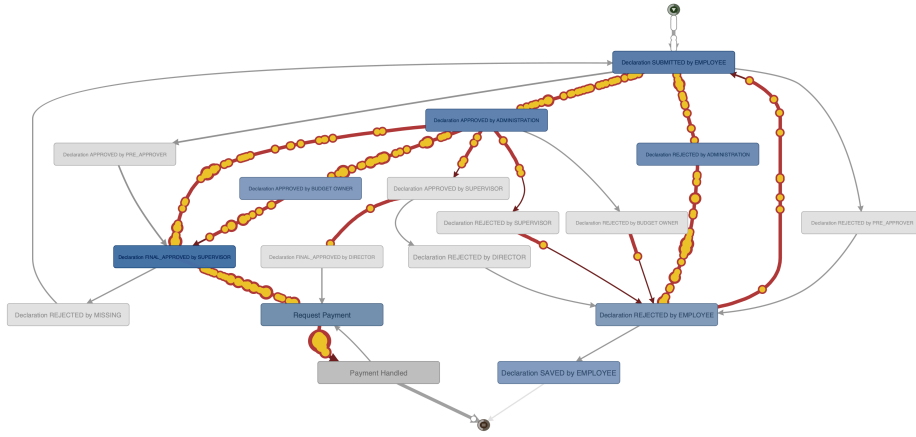 Declaration SUBMITTED by EMPLOYEE
Declaration APPROVED by ADMINISTRATION
Declaration APPROVED by PRE_APPROVER
Declaration REJECTED by ADMINISTRATION
Declaration APPROVED by BUDGET OWNER
Declaration APPROVED by SUPERVISOR
Declaration REJECTED by SUPERVISOR
Declaration REJECTED by BUDGET OWNER
Declaration REJECTED by PRE_APPROVER
Declaration FINAL_APPROVED by SUPERVISOR
Declaration FINAL_APPROVED by DIRECTOR
Declaration REJECTED by DIRECTOR
Declaration REJECTED by MISSING
Request Payment
Declaration REJECTED by EMPLOYEE
Payment Handled
Declaration SAVED by EMPLOYEE